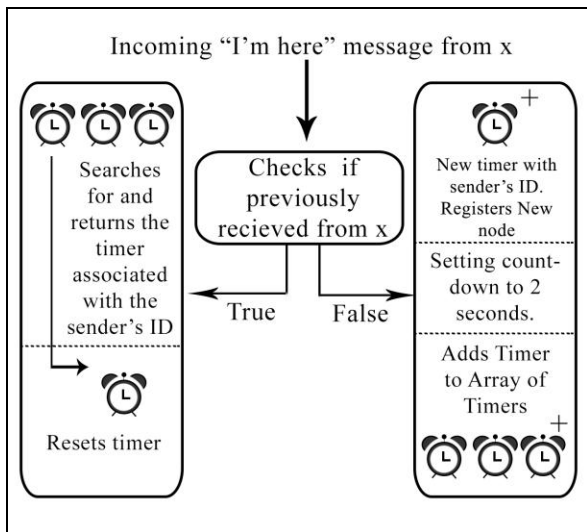 Incoming “I’m here” message from x
Checks if
previously
recieved from x
True
False
Searches
for and
returns the
timer
associated
with the
sender’s ID
Resets timer
+
New timer with
sender’s ID.
Registers New
node
Setting count-
down to 2
seconds.
Adds Timer
to Array of
Timers
+